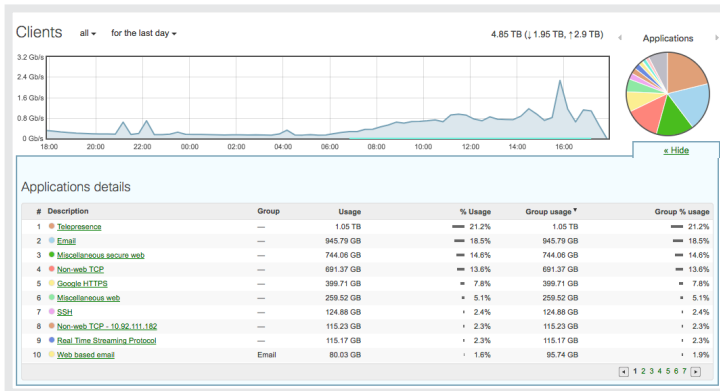 Clients all for the last day 4.85 TB (↓ 1.95 TB, ↑ 2.9 TB) Applications
3.2 Gb/s
2.4 Gb/s
1.6 Gb/s
0.8 Gb/s
0 Gb/s
18:00 20:00 22:00 00:00 02:00 04:00 06:00 08:00 10:00 12:00 14:00 16:00
« Hide
Applications details
# Description Group Usage % Usage Group usage ▼ Group % usage
1 Telepresence — 1.05 TB 21.2% 1.05 TB 21.2%
2 Email — 945.79 GB 18.5% 945.79 GB 18.5%
3 Miscellaneous secure web — 744.06 GB 14.6% 744.06 GB 14.6%
4 Non-web TCP — 691.37 GB 13.6% 691.37 GB 13.6%
5 Google HTTPS — 399.71 GB 7.8% 399.71 GB 7.8%
6 Miscellaneous web — 259.52 GB 5.1% 259.52 GB 5.1%
7 SSH — 124.88 GB 2.4% 124.88 GB 2.4%
8 Non-web TCP - 10.92.111.182 — 115.23 GB 2.3% 115.23 GB 2.3%
9 Real Time Streaming Protocol — 115.17 GB 2.3% 115.17 GB 2.3%
10 Web based email Email 80.03 GB 1.6% 95.74 GB 1.9%
1 2 3 4 5 6 7